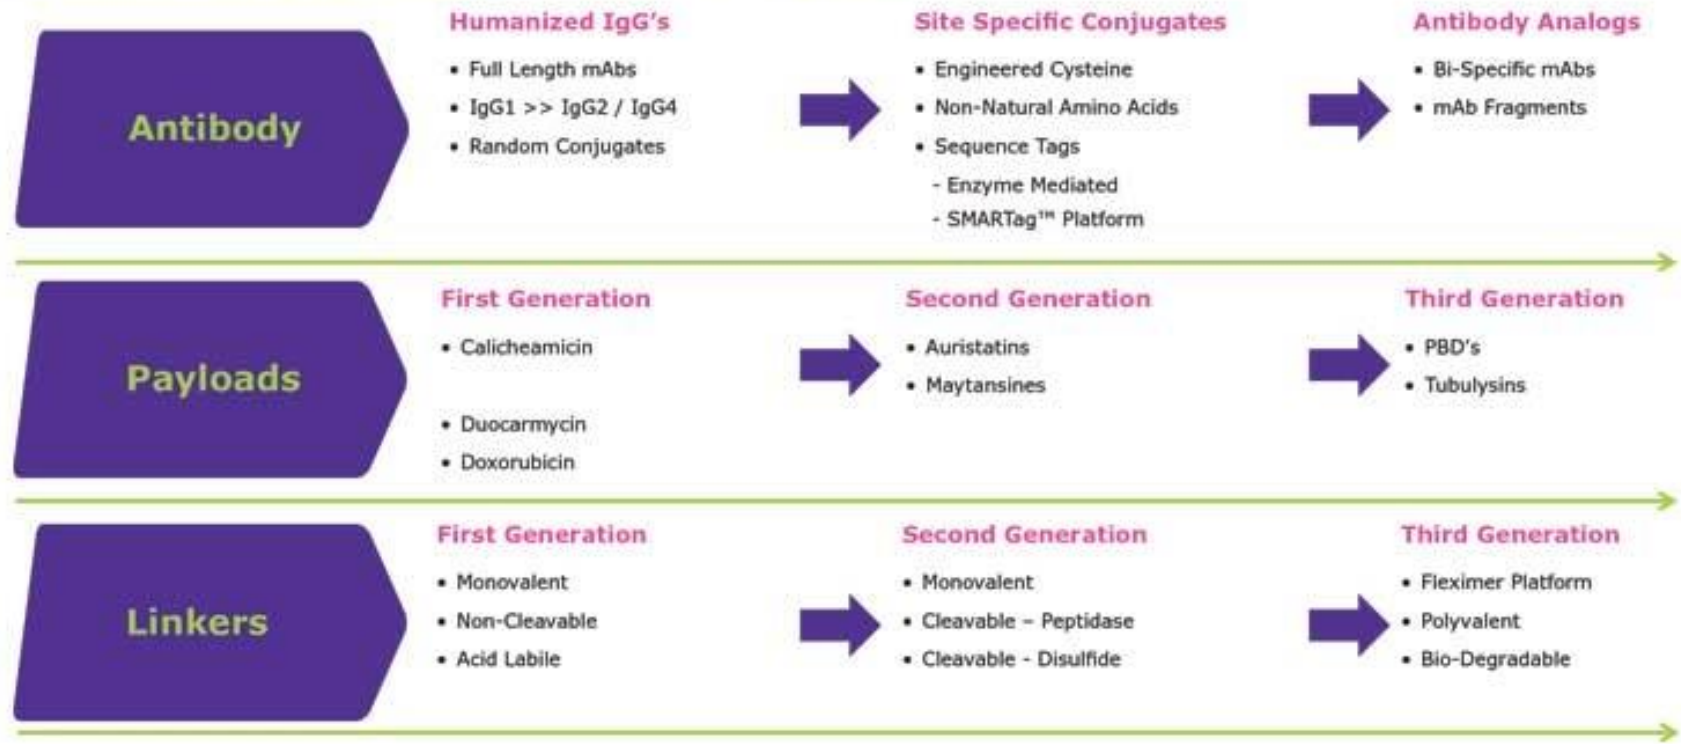 Antibody
Humanized IgG's
• Full Length mAbs
• IgG1 >> IgG2 / IgG4
• Random Conjugates
Site Specific Conjugates
• Engineered Cysteine
• Non-Natural Amino Acids
• Sequence Tags
- Enzyme Mediated
- SMARTag™ Platform
Antibody Analogs
• Bi-Specific mAbs
• mAb Fragments
Payloads
First Generation
• Calicheamicin
• Duocarmycin
• Doxorubicin
Second Generation
• Auristatins
• Maytansines
Third Generation
• PBD's
• Tubulysins
Linkers
First Generation
• Monovalent
• Non-Cleavable
• Acid Labile
Second Generation
• Monovalent
• Cleavable – Peptidase
• Cleavable - Disulfide
Third Generation
• Fleximer Platform
• Polyvalent
• Bio-Degradable